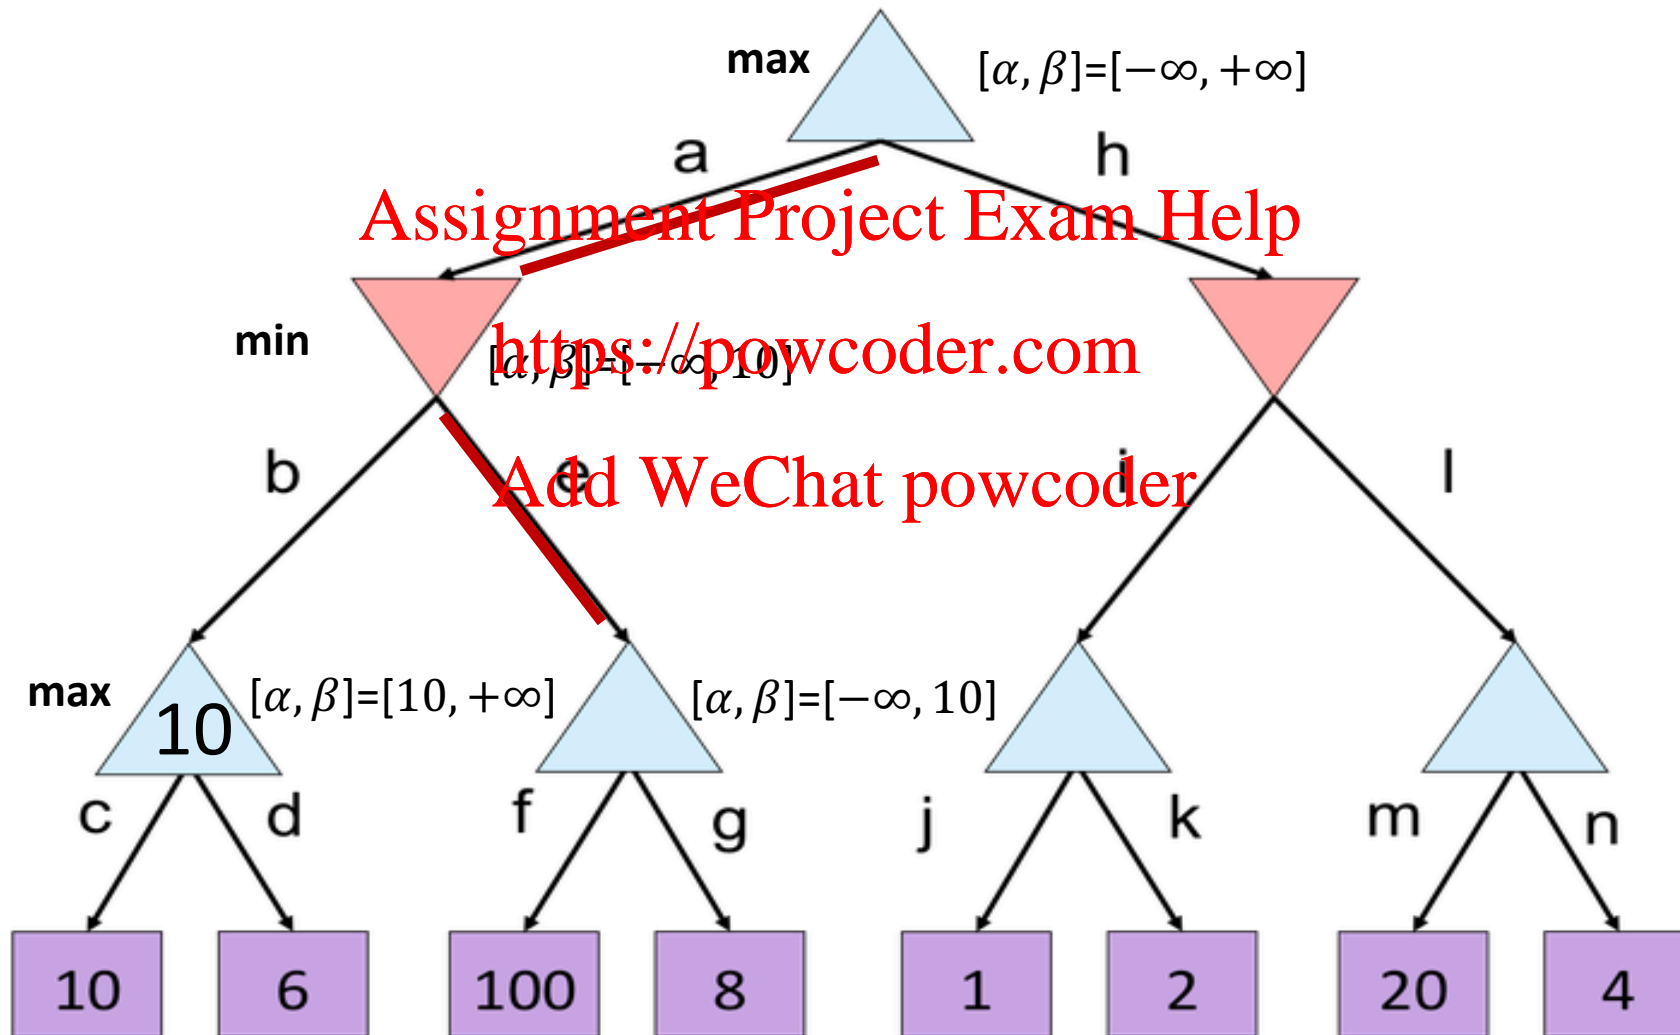 max
[α, β]=[−∞, +∞]
a
h
Assignment Project Exam Help
min
[α, β]=[−∞, 10]
https://powcoder.com
b
e
i
l
Add WeChat powcoder
max
10
[α, β]=[10, +∞]
[α, β]=[−∞, 10]
c
d
f
g
j
k
m
n
10
6
100
8
1
2
20
4